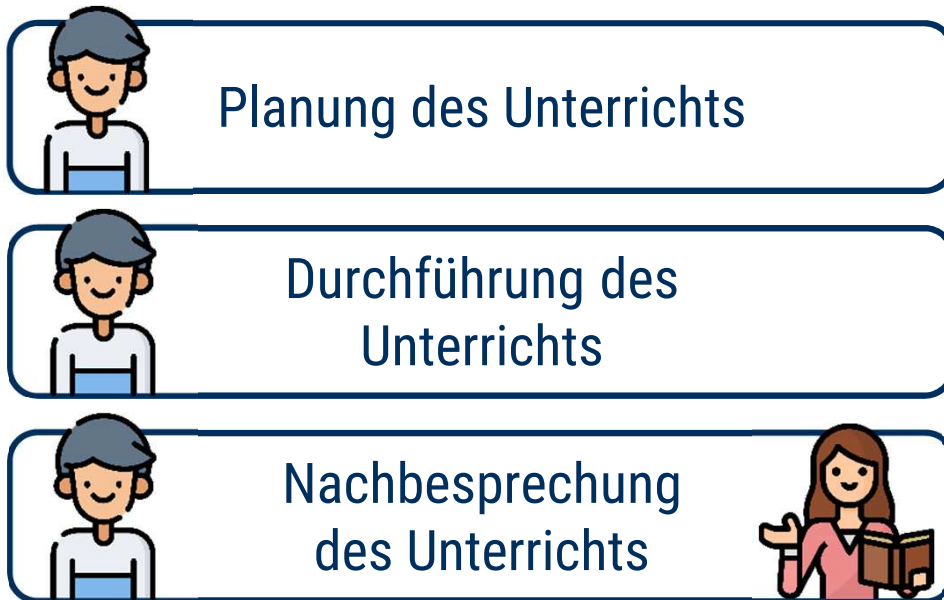 Planung des Unterrichts
Durchführung des
Unterrichts
Nachbesprechung
des Unterrichts